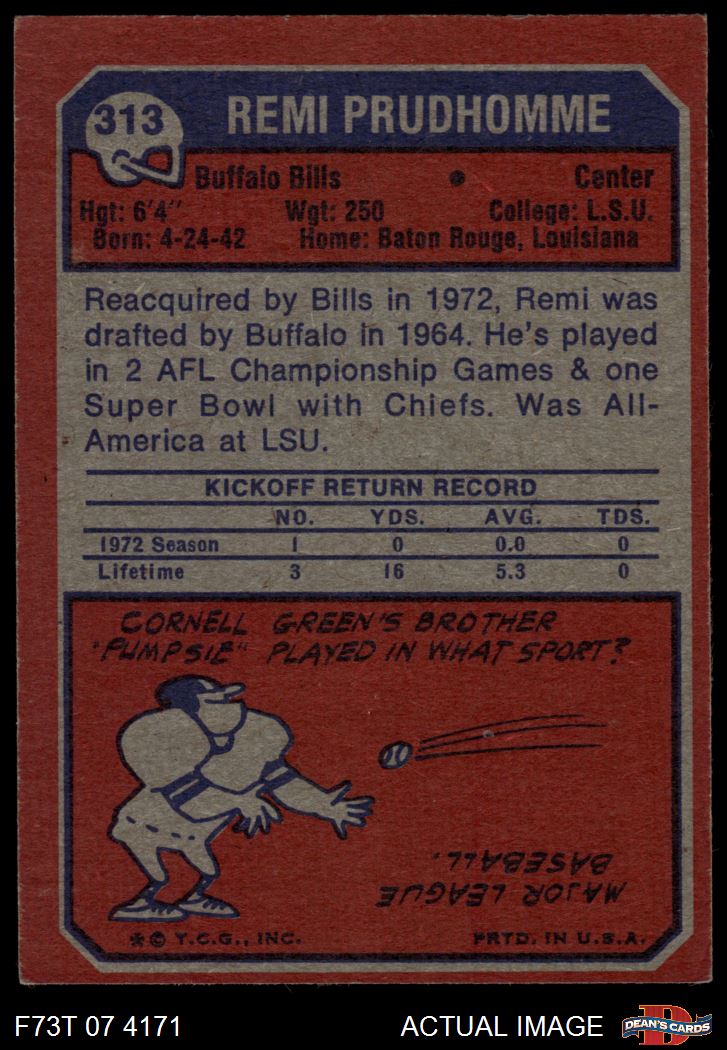 313
REMI PRUDHOMME
Buffalo Bills • Center
Hgt: 6'4" Wgt: 250 College: L.S.U.
Born: 4-24-42 Home: Baton Rouge, Louisiana
Reacquired by Bills in 1972, Remi was
drafted by Buffalo in 1964. He's played
in 2 AFL Championship Games & one
Super Bowl with Chiefs. Was All-
America at LSU.
KICKOFF RETURN RECORD
NO. YDS. AVG. TDS.
1972 Season 1 0 0.0 0
Lifetime 3 16 5.3 0
CORNELL GREEN'S BROTHER
"PUMPSIE" PLAYED IN WHAT SPORT?
MAJOR LEAGUE
BASEBALL.
* © T.C.G., INC. PRTD. IN U.S.A.
F73T 07 4171 ACTUAL IMAGE
D
DEAN'S CARDS